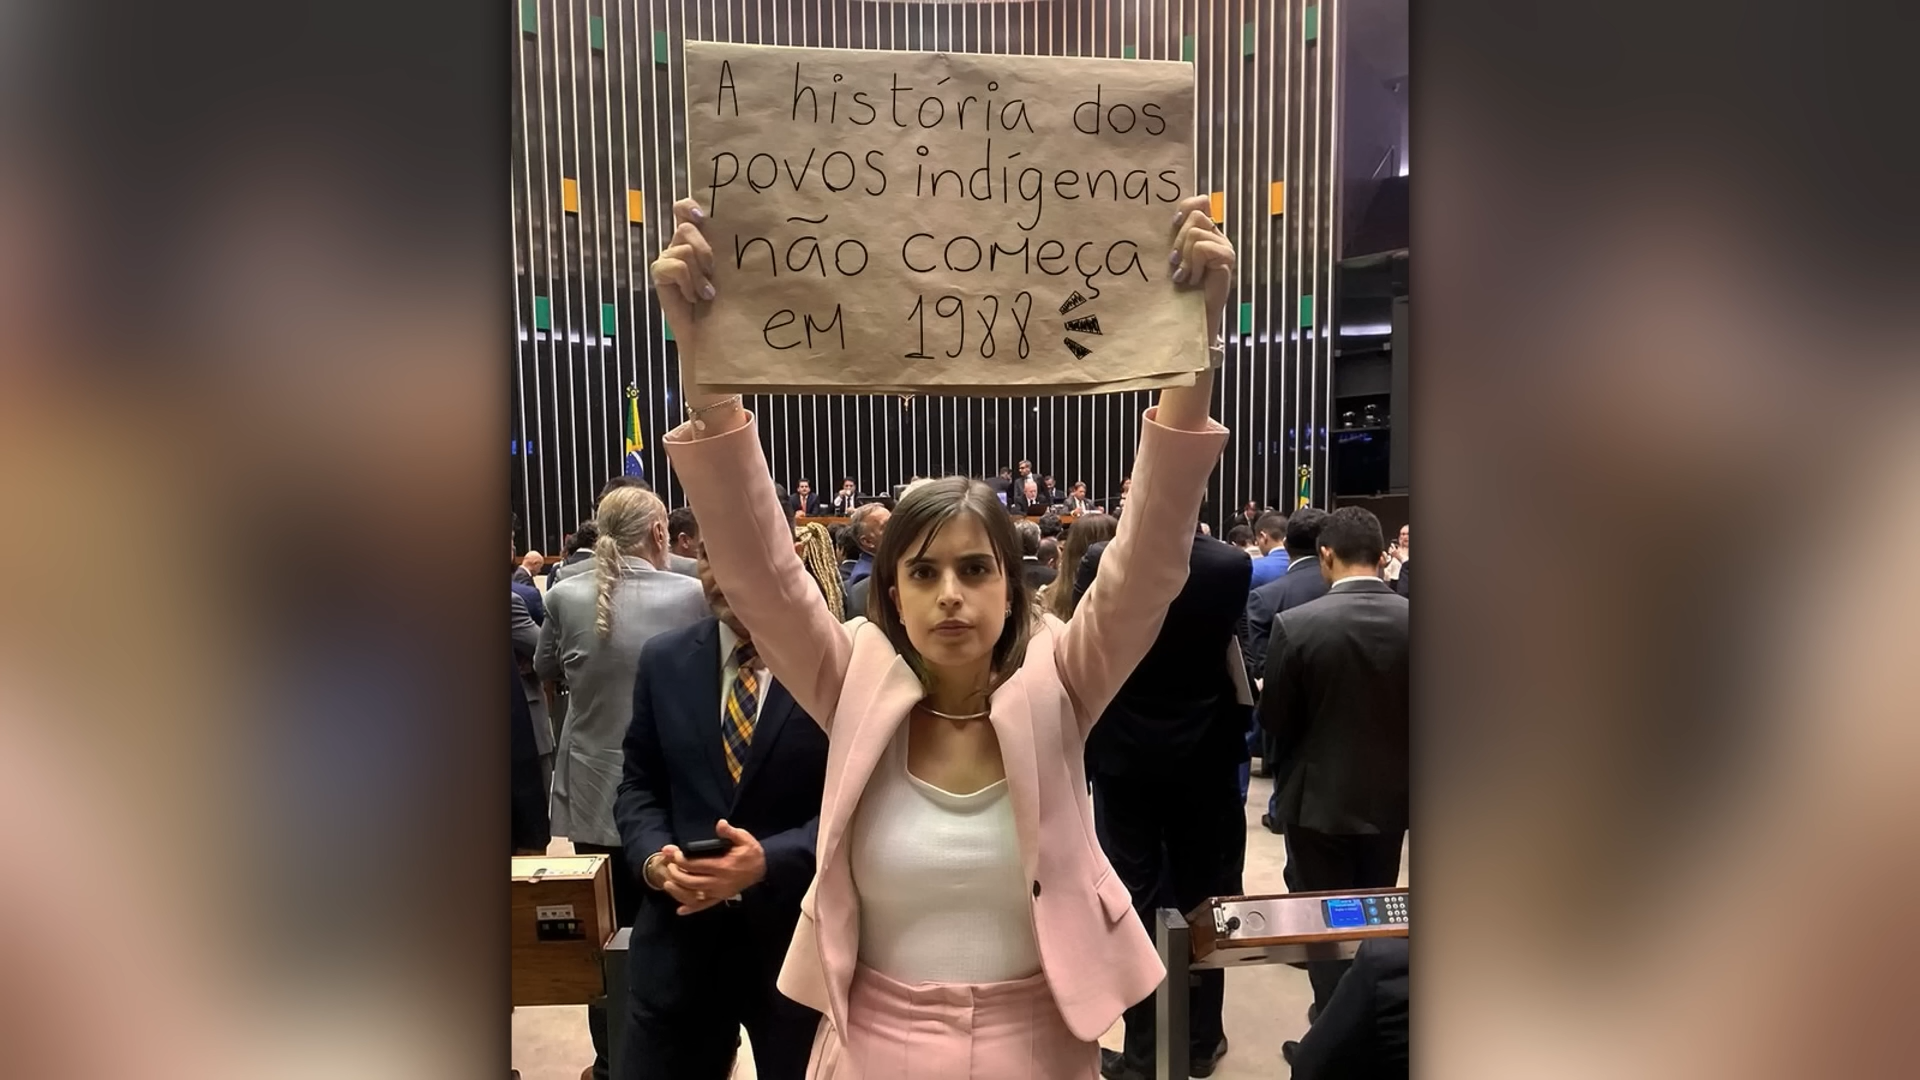 A história dos
povos indígenas
não começa
em 1988